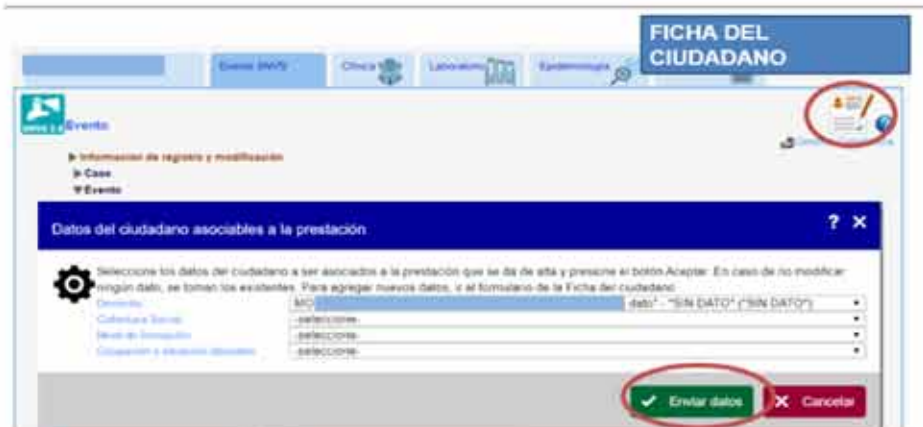 FICHA DEL
CIUDADANO
Evento SNVS
Clínica
Laboratorio
Epidemiología
SNVS 2.0
Evento
Información de registro y modificación
Caso
Evento
Datos del ciudadano asociables a la prestación
? X
Seleccione los datos del ciudadano a ser asociados a la prestación que se da de alta y presione el botón Aceptar. En caso de no modificar
ningún dato, se toman los existentes. Para agregar nuevos datos, ir al formulario de la Ficha del ciudadano
Domicilio
MO
dato" - "SIN DATO" ("SIN DATO")
Cobertura Social
-seleccione-
Nivel de Instrucción
-seleccione-
Ocupación y situación laboral
-seleccione-
Enviar datos
Cancelar